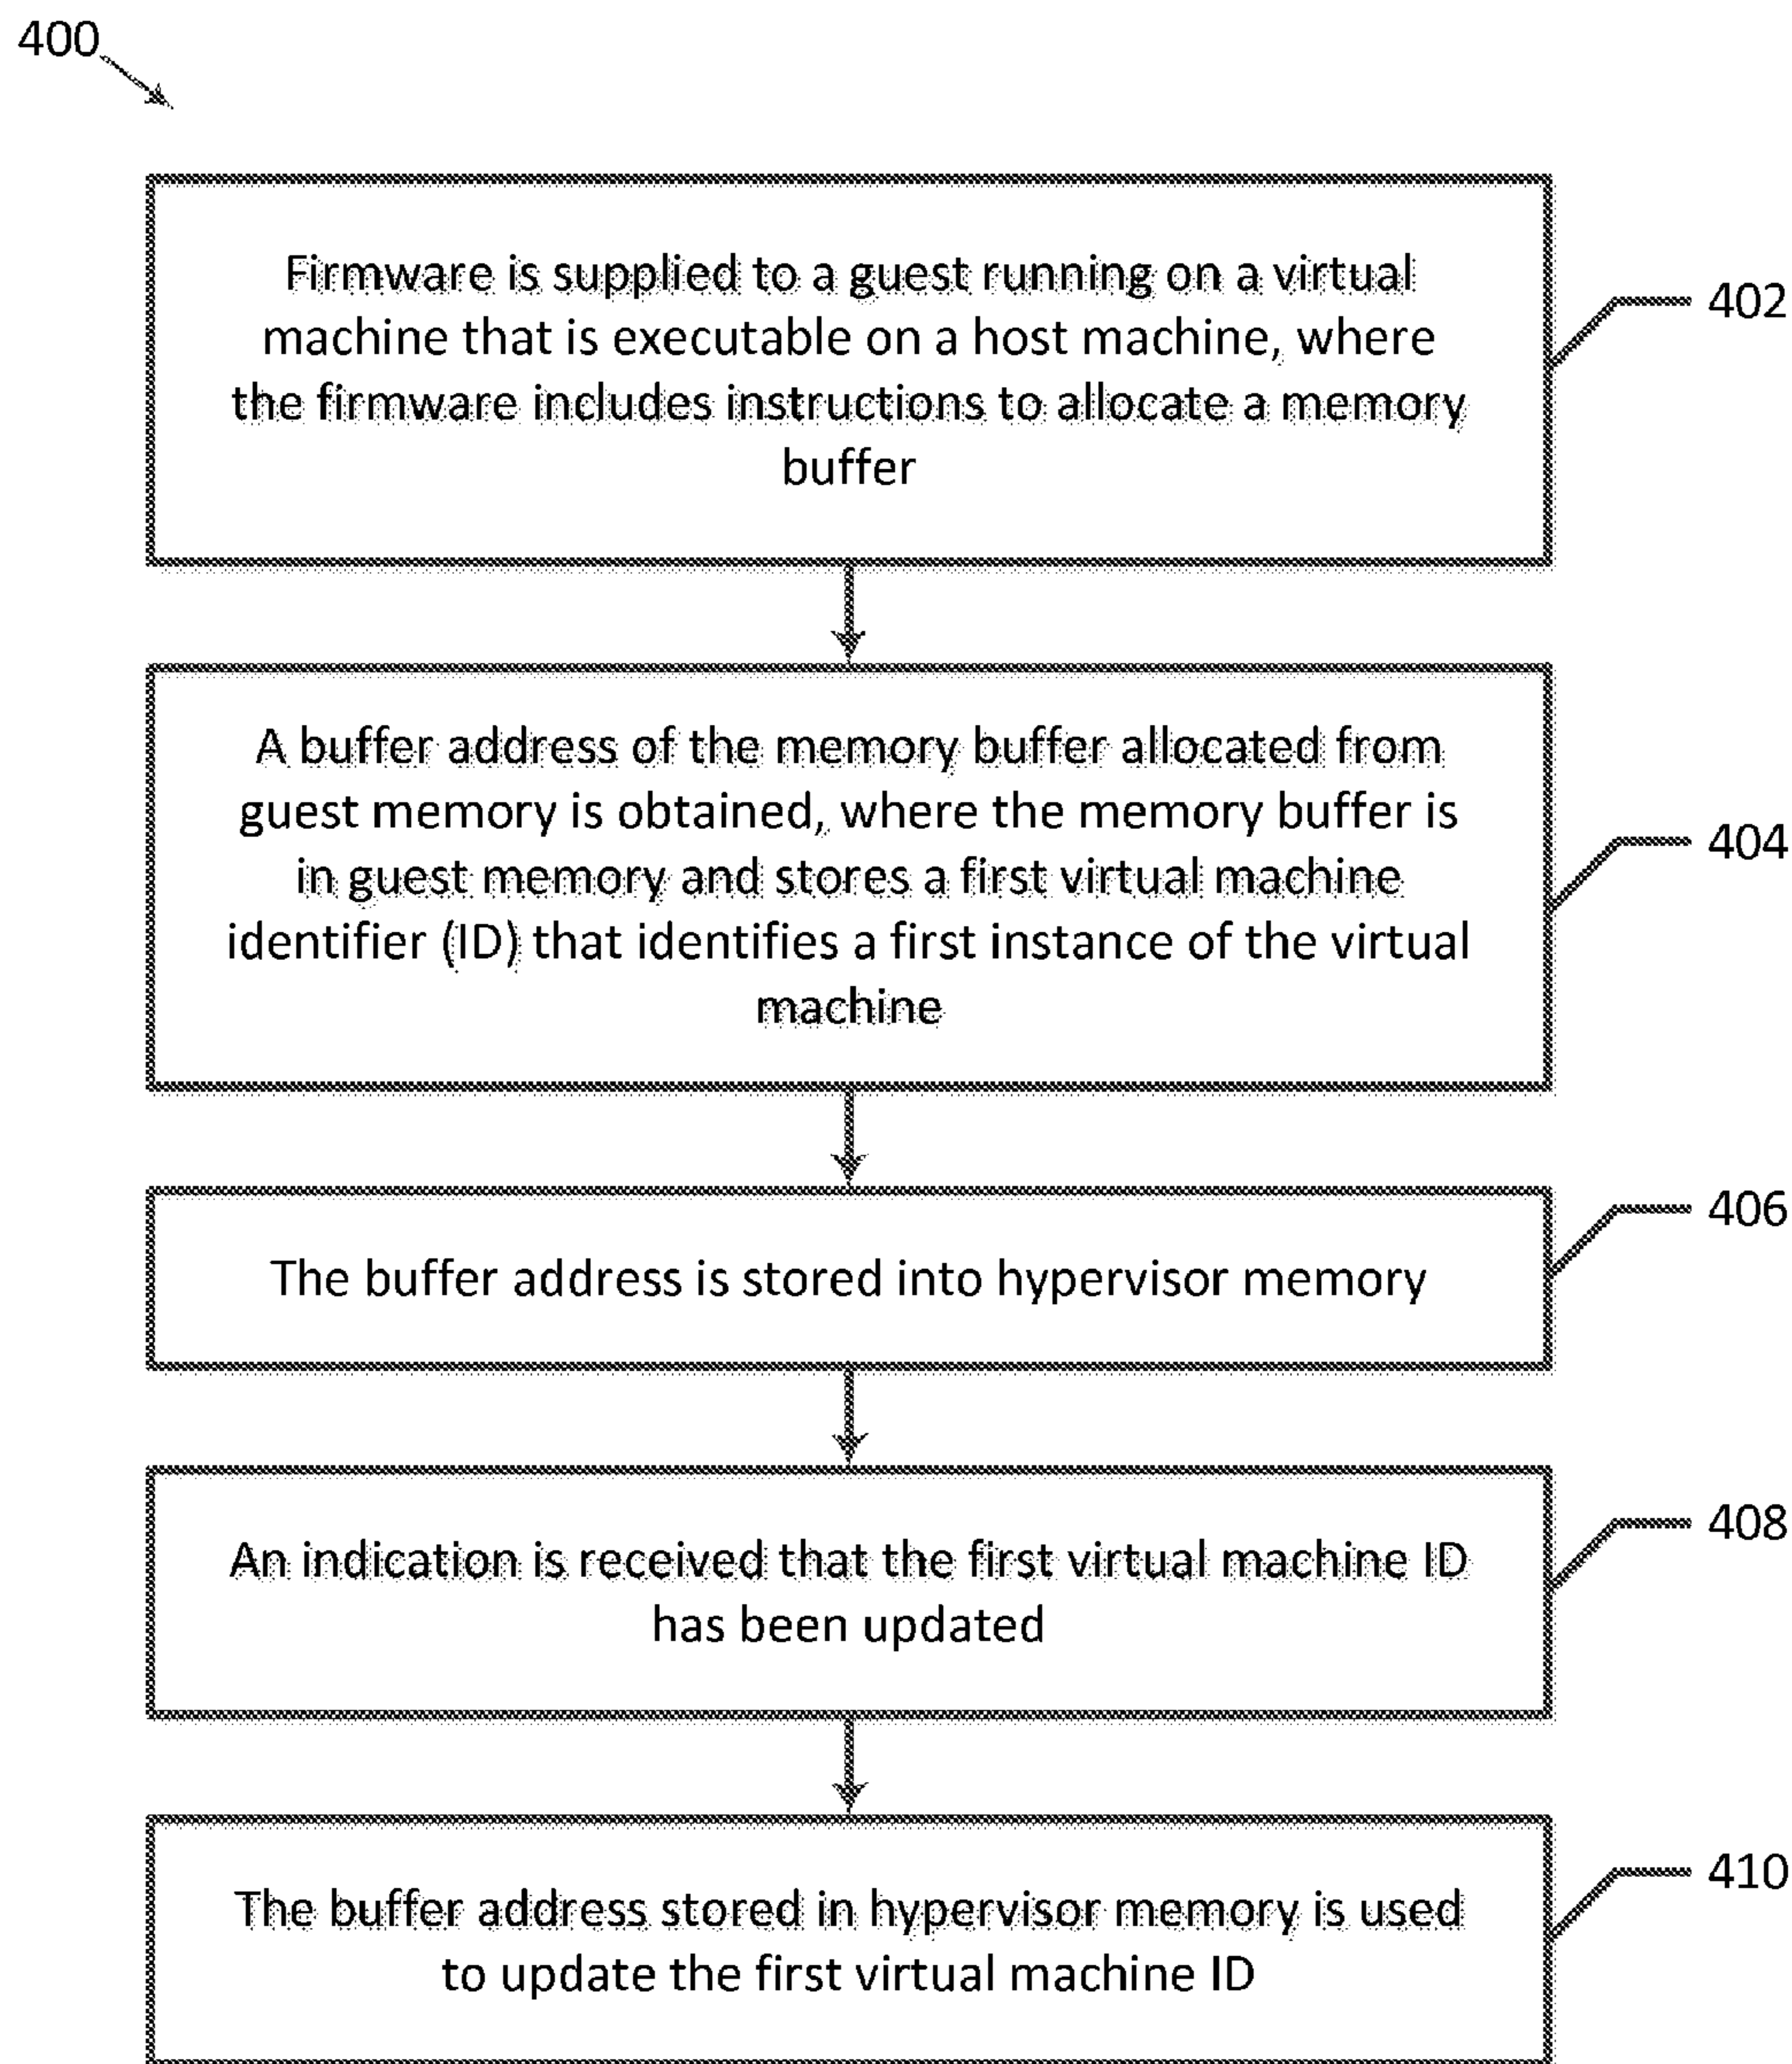 400
Firmware is supplied to a guest running on a virtual
machine that is executable on a host machine, where
the firmware includes instructions to allocate a memory
buffer
402
A buffer address of the memory buffer allocated from
guest memory is obtained, where the memory buffer is
in guest memory and stores a first virtual machine
identifier (ID) that identifies a first instance of the virtual
machine
404
The buffer address is stored into hypervisor memory
406
An indication is received that the first virtual machine ID
has been updated
408
The buffer address stored in hypervisor memory is used
to update the first virtual machine ID
410